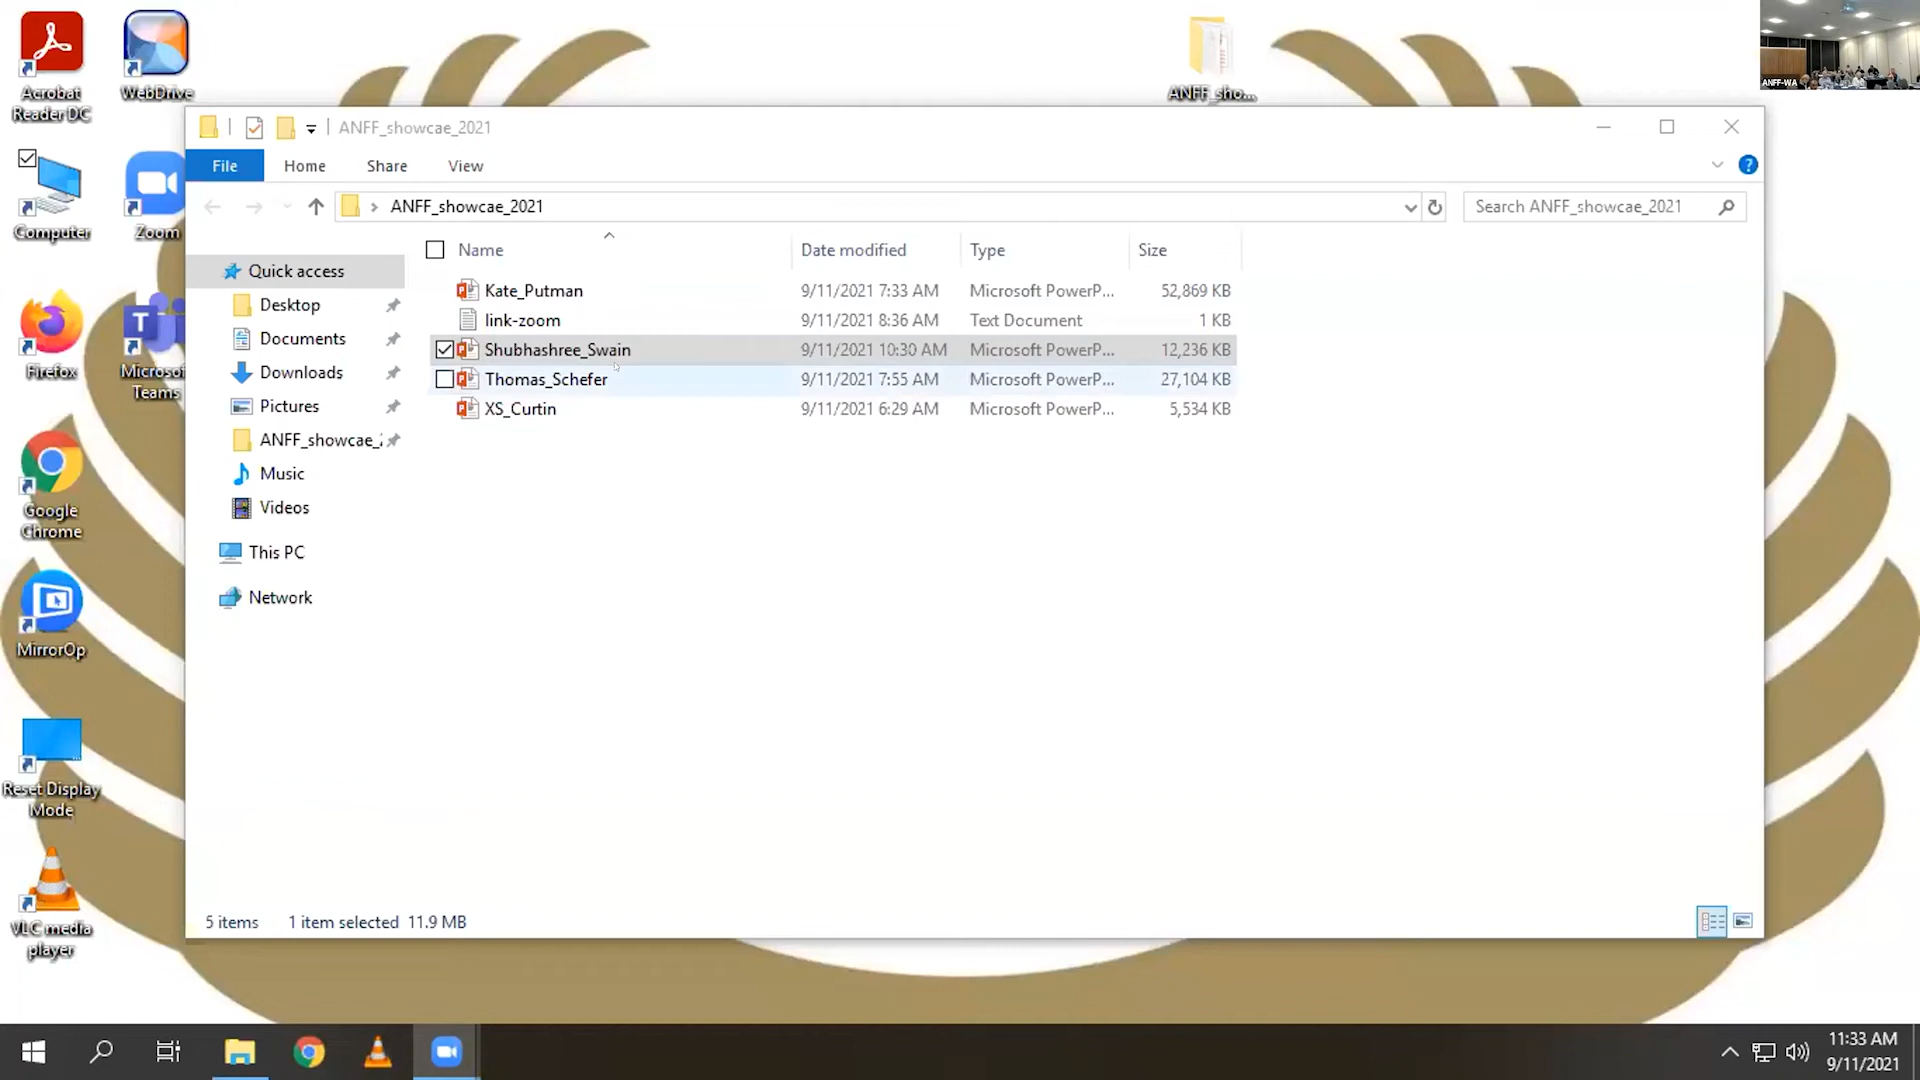 Acrobat
Reader DC
WebDrive
ANFF_sho...
ANFF-WA
ANFF_showcae_2021
File
Home
Share
View
ANFF_showcae_2021
Search ANFF_showcae_2021
Computer
Zoom
Firefox
Microsof
Teams
Google
Chrome
MirrorOp
Reset Display
Mode
VLC media
player
Quick access
Desktop
Documents
Downloads
Pictures
ANFF_showcae_2
Music
Videos
This PC
Network
Name Date modified Type Size
Kate_Putman 9/11/2021 7:33 AM Microsoft PowerP... 52,869 KB
link-zoom 9/11/2021 8:36 AM Text Document 1 KB
Shubhashree_Swain 9/11/2021 10:30 AM Microsoft PowerP... 12,236 KB
Thomas_Schefer 9/11/2021 7:55 AM Microsoft PowerP... 27,104 KB
XS_Curtin 9/11/2021 6:29 AM Microsoft PowerP... 5,534 KB
5 items 1 item selected 11.9 MB
11:33 AM
9/11/2021